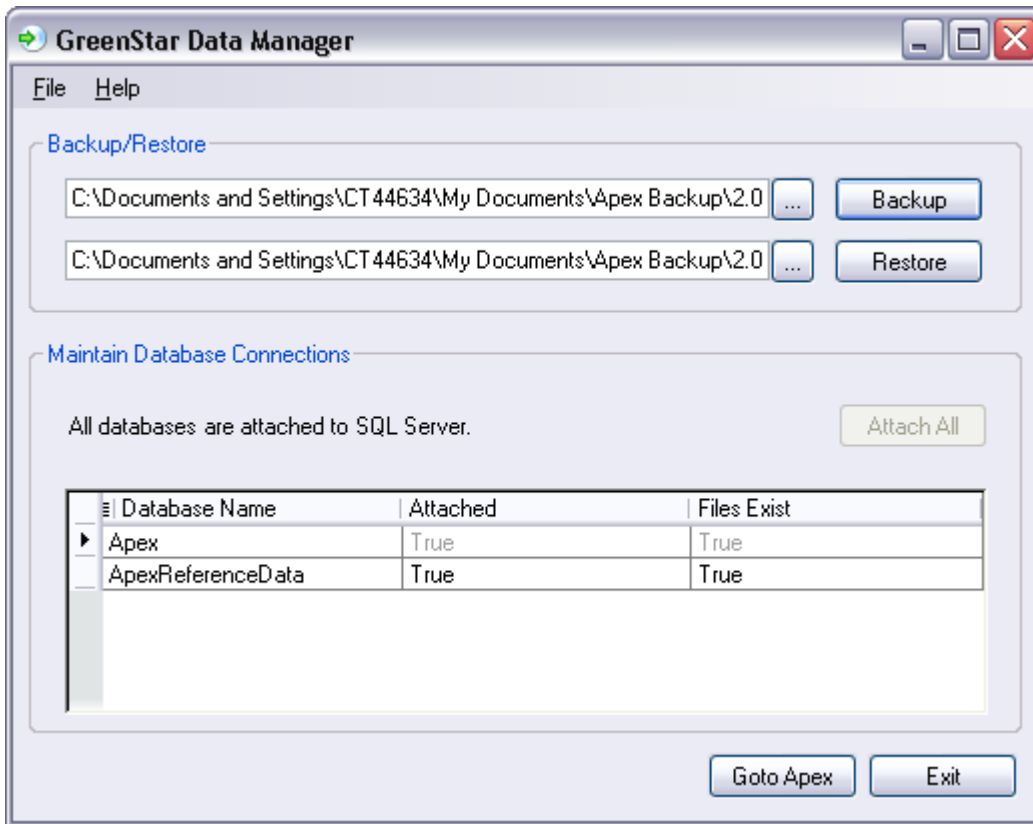 GreenStar Data Manager
File Help
Backup/Restore
C:\Documents and Settings\CT44634\My Documents\Apex Backup\2.0 ... Backup
C:\Documents and Settings\CT44634\My Documents\Apex Backup\2.0 ... Restore
Maintain Database Connections
All databases are attached to SQL Server. Attach All
Database Name Attached Files Exist
Apex True True
ApexReferenceData True True
Goto Apex Exit